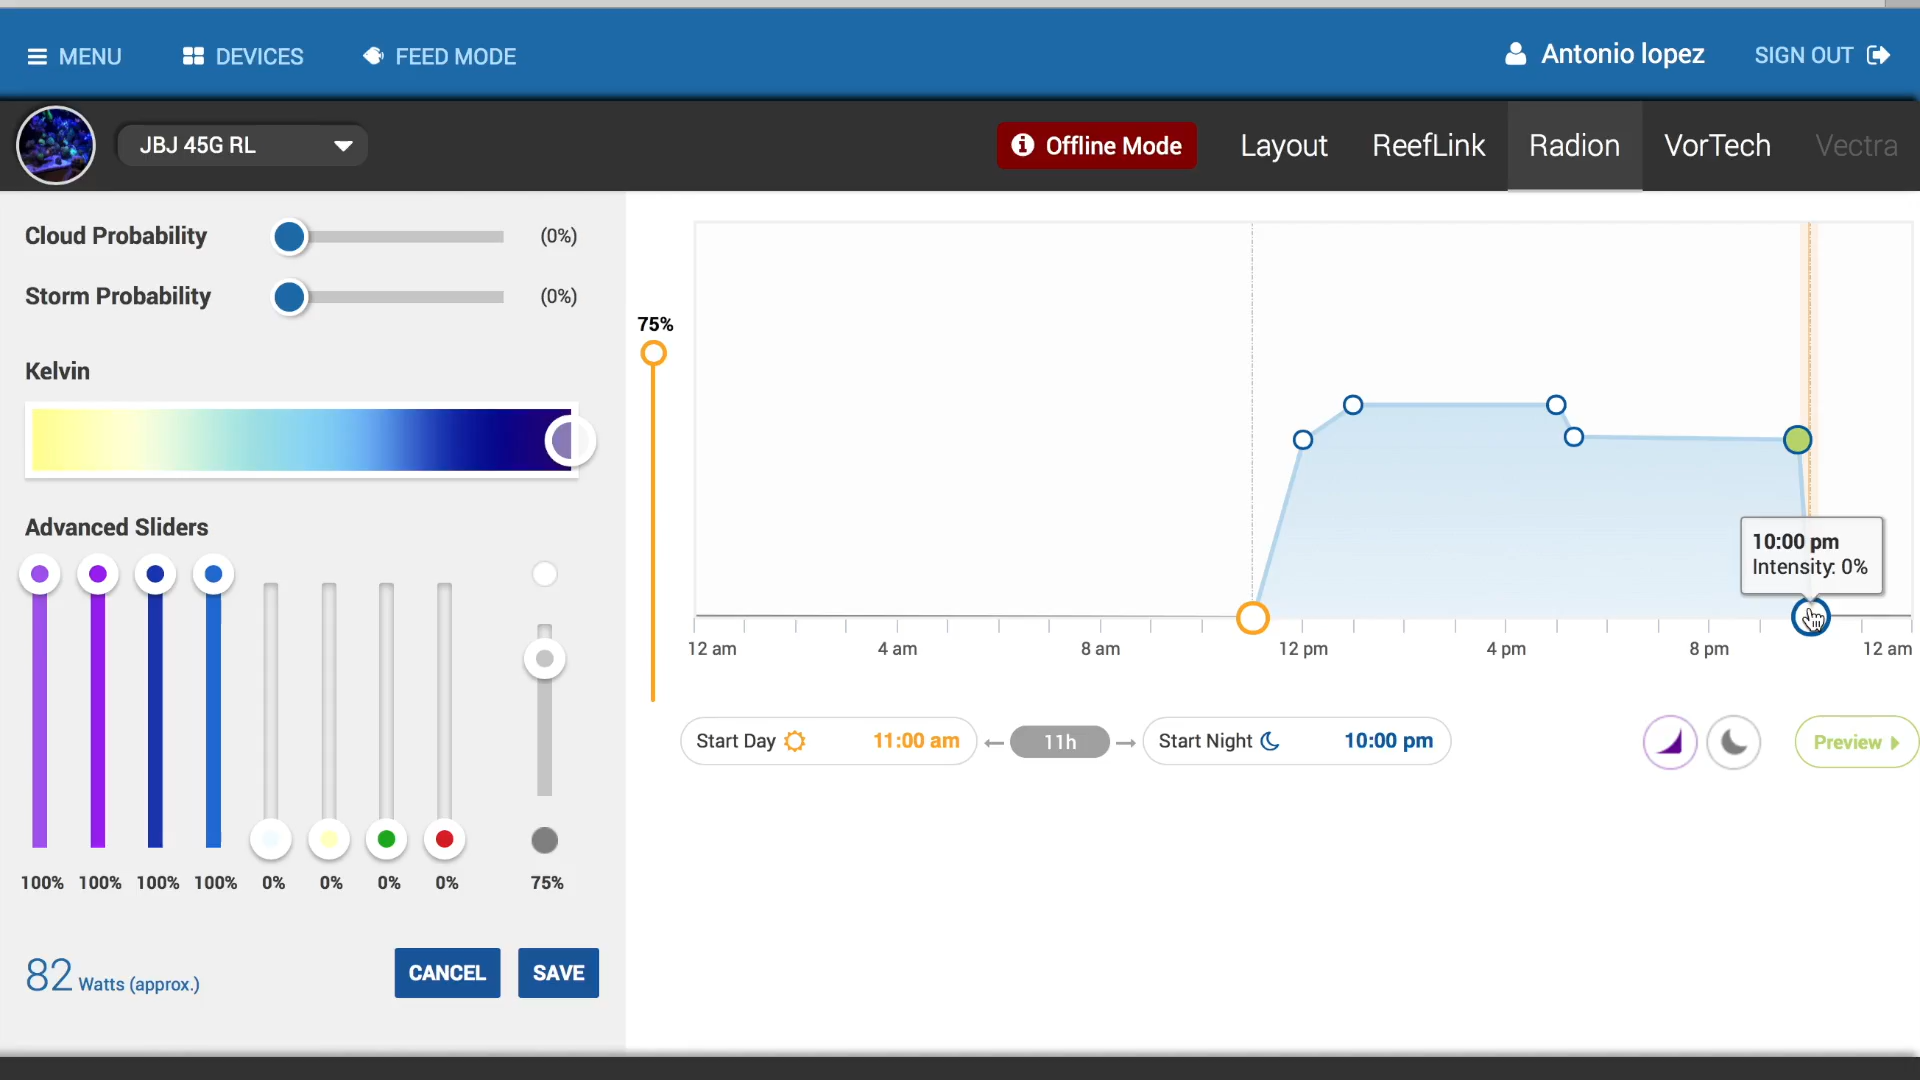 MENU DEVICES FEED MODE Antonio lopez SIGN OUT
JBJ 45G RL Offline Mode Layout ReefLink Radion VorTech Vectra
Cloud Probability (0%)
Storm Probability (0%)
Kelvin
Advanced Sliders
100% 100% 100% 100% 0% 0% 0% 0% 75%
82 Watts (approx.) CANCEL SAVE
75%
10:00 pm
Intensity: 0%
12 am 4 am 8 am 12 pm 4 pm 8 pm 12 am
Start Day 11:00 am 11h Start Night 10:00 pm Preview